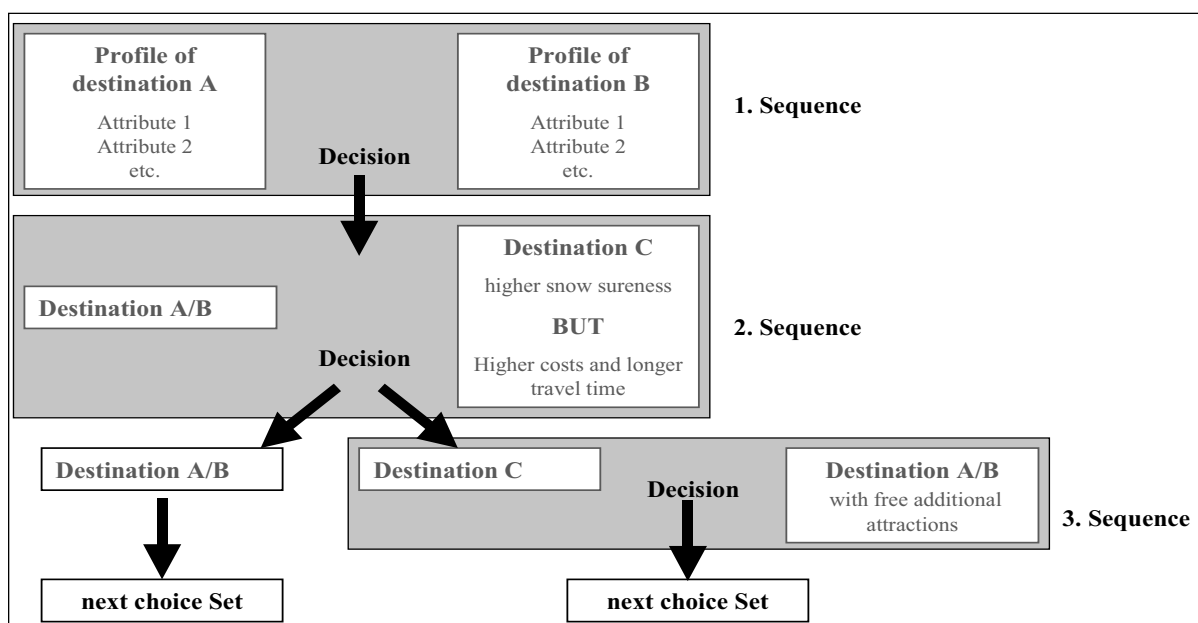 Profile of
destination A
Attribute 1
Attribute 2
etc.
Decision
Profile of
destination B
Attribute 1
Attribute 2
etc.
1. Sequence
Destination A/B
Decision
Destination C
higher snow sureness
BUT
Higher costs and longer
travel time
2. Sequence
Destination A/B
Destination C
Decision
Destination A/B
with free additional
attractions
3. Sequence
next choice Set
next choice Set